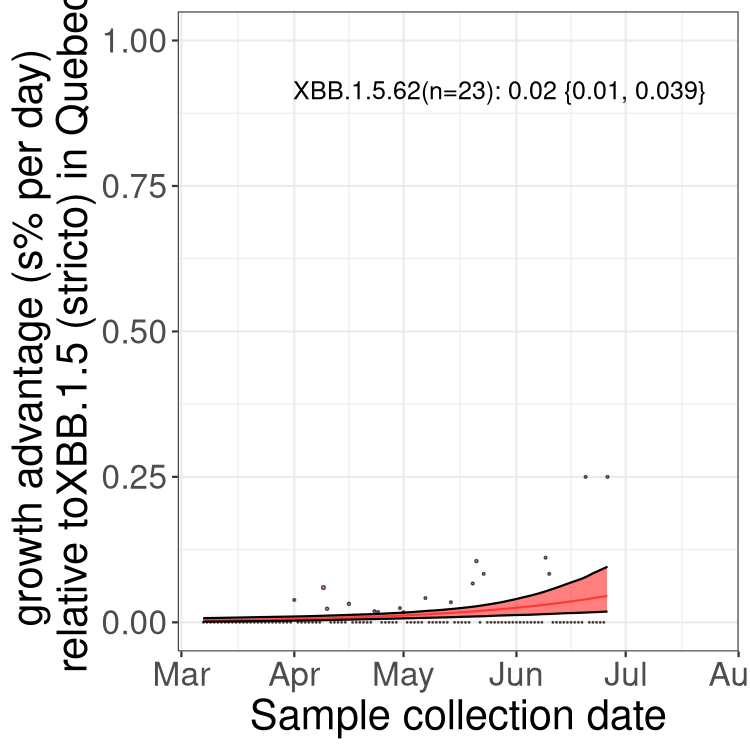 growth advantage (s% per day)
relative toXBB.1.5 (stricto) in Quebec
1.00
0.75
0.50
0.25
0.00
XBB.1.5.62(n=23): 0.02 {0.01, 0.039}
Mar Apr May Jun Jul Au
Sample collection date